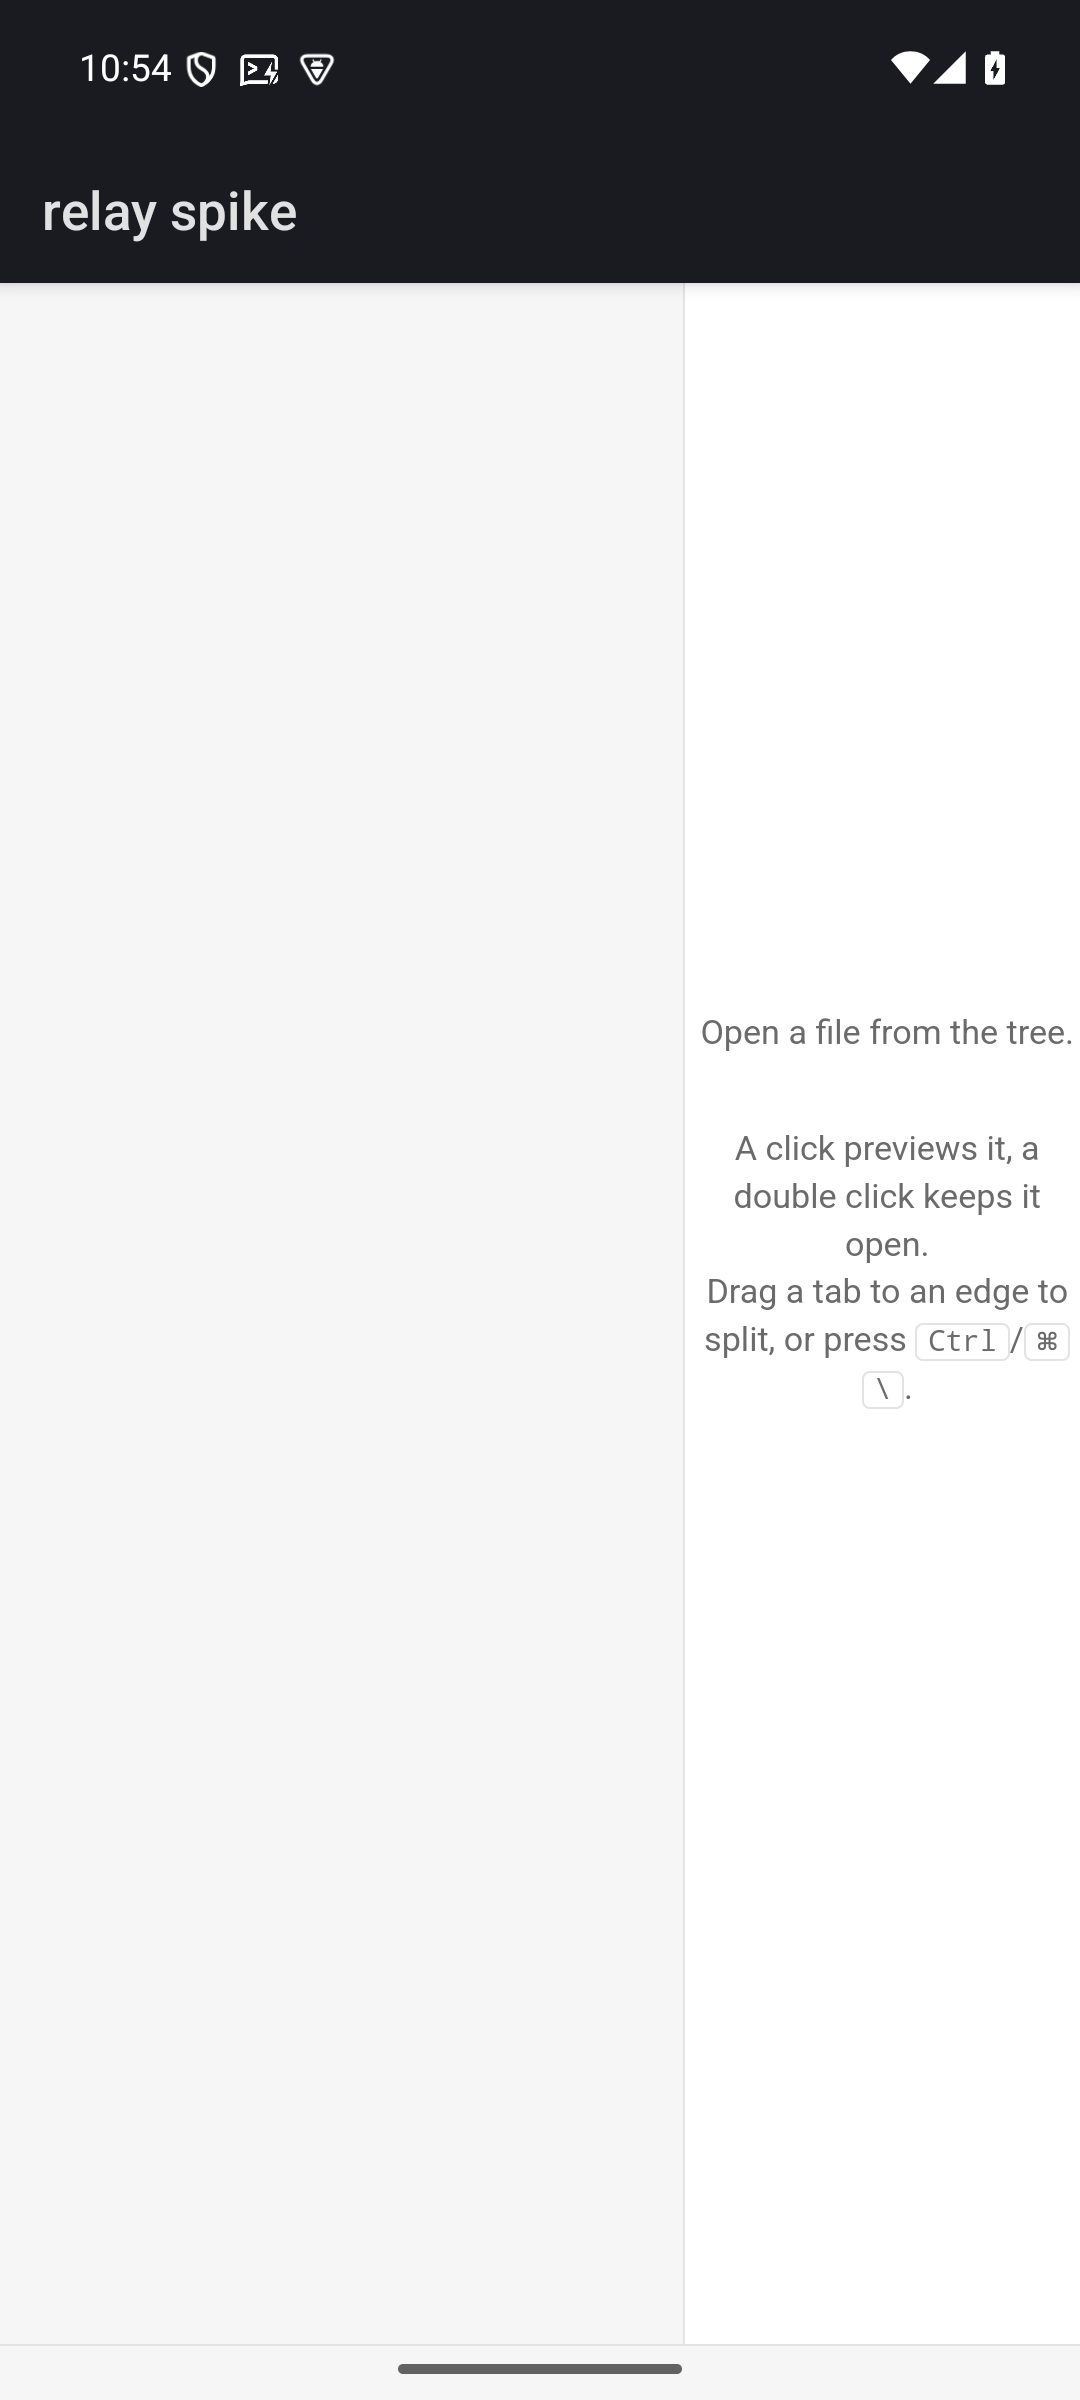 10:54
relay spike
Open a file from the tree.
A click previews it, a
double click keeps it
open.
Drag a tab to an edge to
split, or press Ctrl/⌘
\.